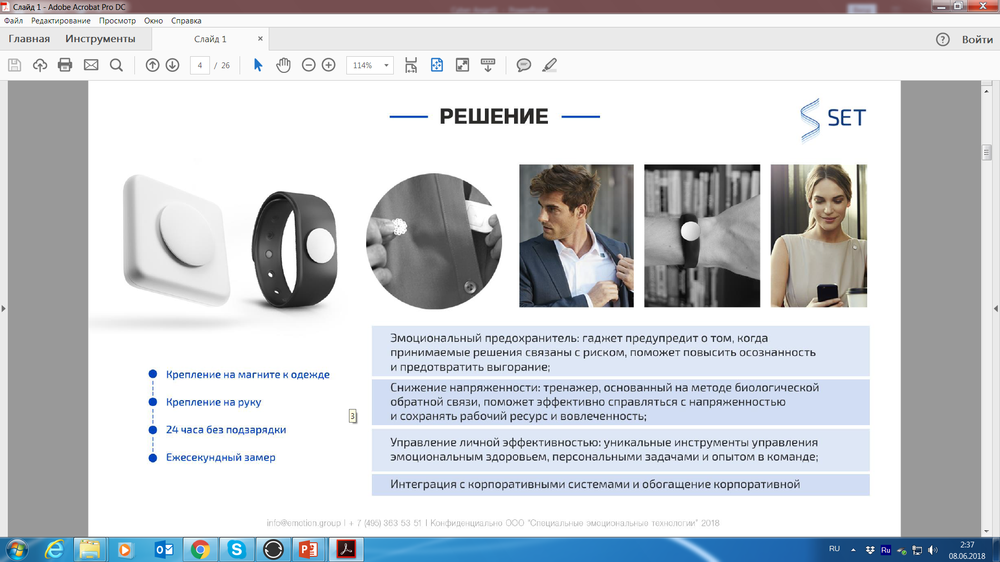 Слайд 1 - Adobe Acrobat Pro DC
Файл Редактирование Просмотр Окно Справка
Главная Инструменты Слайд 1 × ? Войти
4 / 26 114%
РЕШЕНИЕ
SET
Эмоциональный предохранитель: гаджет предупредит о том, когда
принимаемые решения связаны с риском, поможет повысить осознанность
и предотвратить выгорание;
Снижение напряженности: тренажер, основанный на методе биологической
обратной связи, поможет эффективно справляться с напряженностью
и сохранять рабочий ресурс и вовлеченность;
Управление личной эффективностью: уникальные инструменты управления
эмоциональным здоровьем, персональными задачами и опытом в команде;
Интеграция с корпоративными системами и обогащение корпоративной
Крепление на магните к одежде
Крепление на руку
24 часа без подзарядки
Ежесекундный замер
3
info@emotion.group | + 7 (495) 363 53 51 | Конфиденциально ООО "Специальные эмоциональные технологии" 2018
RU
Ru
2:37
08.06.2018